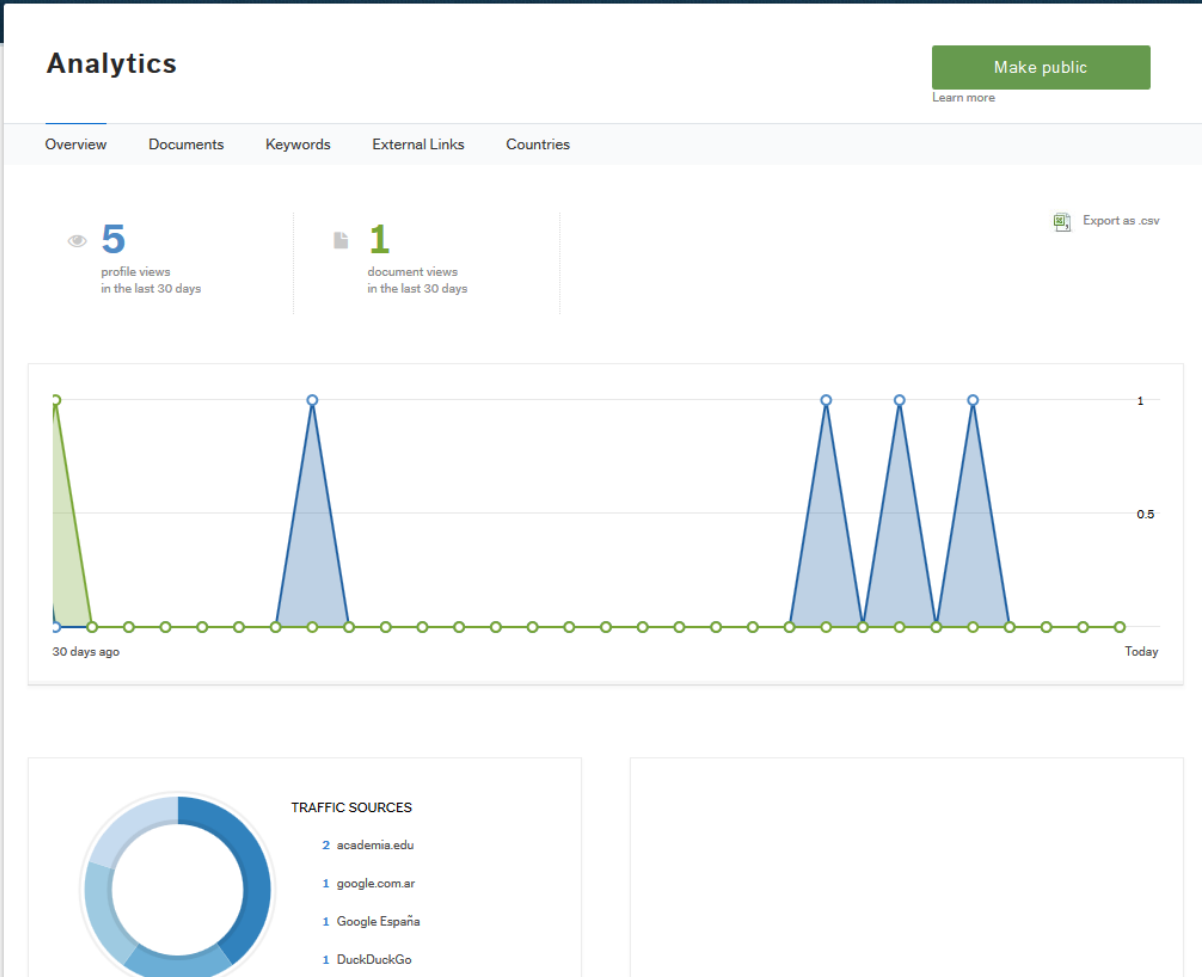 Analytics
Make public
Learn more
Overview Documents Keywords External Links Countries
5
profile views
in the last 30 days
1
document views
in the last 30 days
Export as .csv
1
0.5
30 days ago
Today
TRAFFIC SOURCES
2 academia.edu
1 google.com.ar
1 Google España
1 DuckDuckGo